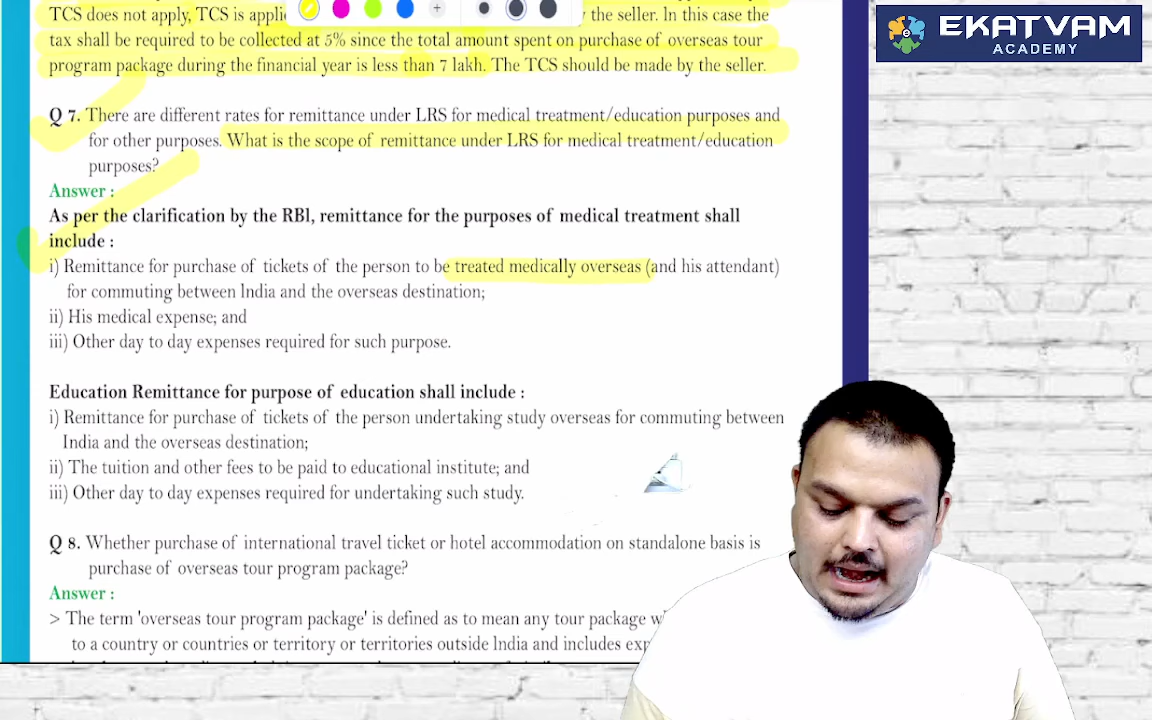 TCS does not apply, TCS is applic the seller. In this case the
tax shall be required to be collected at 5% since the total amount spent on purchase of overseas tour
program package during the financial year is less than 7 lakh. The TCS should be made by the seller.
Q 7. There are different rates for remittance under LRS for medical treatment/education purposes and
for other purposes. What is the scope of remittance under LRS for medical treatment/education
purposes?
Answer :
As per the clarification by the RBI, remittance for the purposes of medical treatment shall
include :
i) Remittance for purchase of tickets of the person to be treated medically overseas (and his attendant)
for commuting between India and the overseas destination;
ii) His medical expense; and
iii) Other day to day expenses required for such purpose.
Education Remittance for purpose of education shall include :
i) Remittance for purchase of tickets of the person undertaking study overseas for commuting between
India and the overseas destination;
ii) The tuition and other fees to be paid to educational institute; and
iii) Other day to day expenses required for undertaking such study.
Q 8. Whether purchase of international travel ticket or hotel accommodation on standalone basis is
purchase of overseas tour program package?
Answer :
> The term 'overseas tour program package' is defined as to mean any tour package w
to a country or countries or territory or territories outside India and includes exp
EKATVAM
ACADEMY